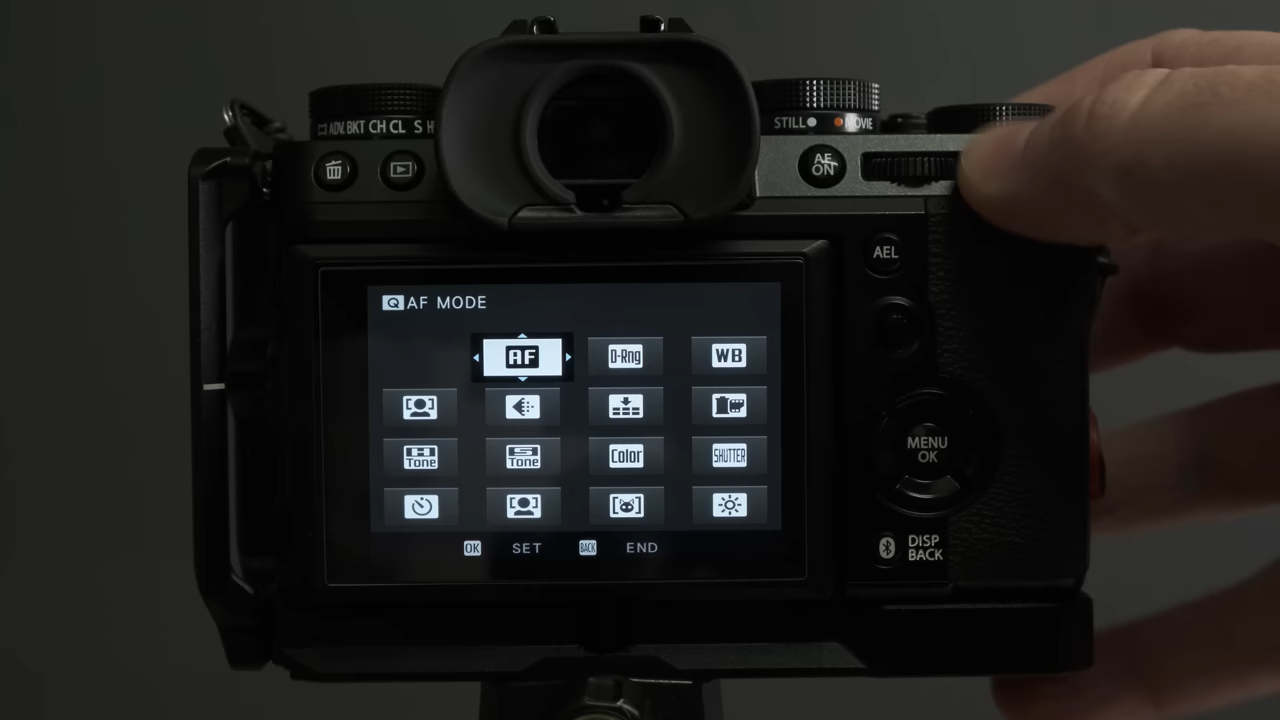 ADV. BKT CH CL S H
STILL MOVIE
AF ON
AEL
Q AF MODE
AF D-Rng WB
H Tone S Tone Color SHUTTER
OK SET BACK END
MENU OK
DISP BACK